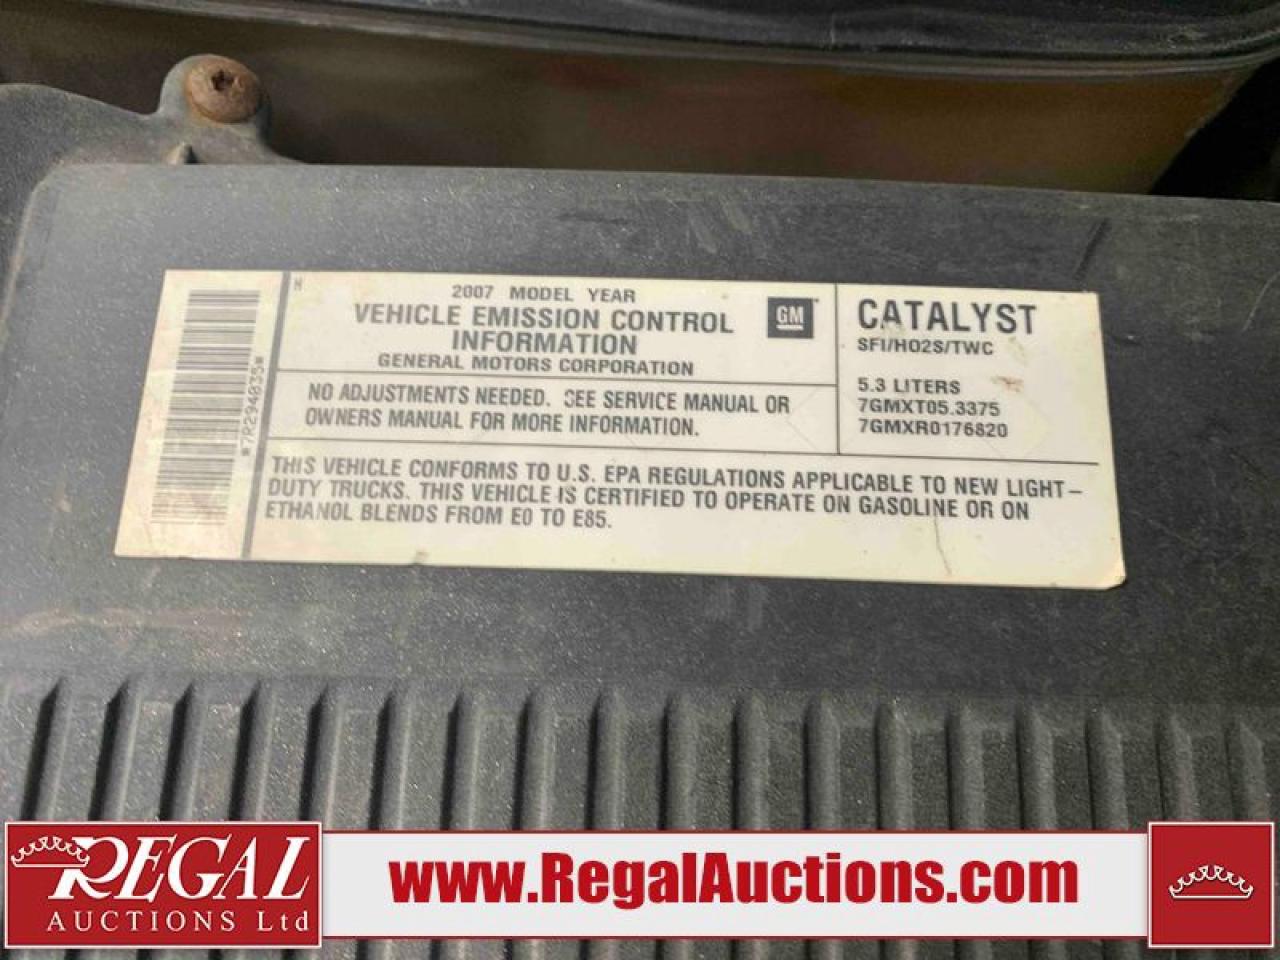 *7R294035*
H
2007 MODEL YEAR
VEHICLE EMISSION CONTROL
INFORMATION
GENERAL MOTORS CORPORATION
GM
NO ADJUSTMENTS NEEDED. SEE SERVICE MANUAL OR
OWNERS MANUAL FOR MORE INFORMATION.
CATALYST
SFI/HO2S/TWC
5.3 LITERS
7GMXT05.3375
7GMXR0176820
THIS VEHICLE CONFORMS TO U.S. EPA REGULATIONS APPLICABLE TO NEW LIGHT-
DUTY TRUCKS. THIS VEHICLE IS CERTIFIED TO OPERATE ON GASOLINE OR ON
ETHANOL BLENDS FROM E0 TO E85.
REGAL
AUCTIONS Ltd
www.RegalAuctions.com